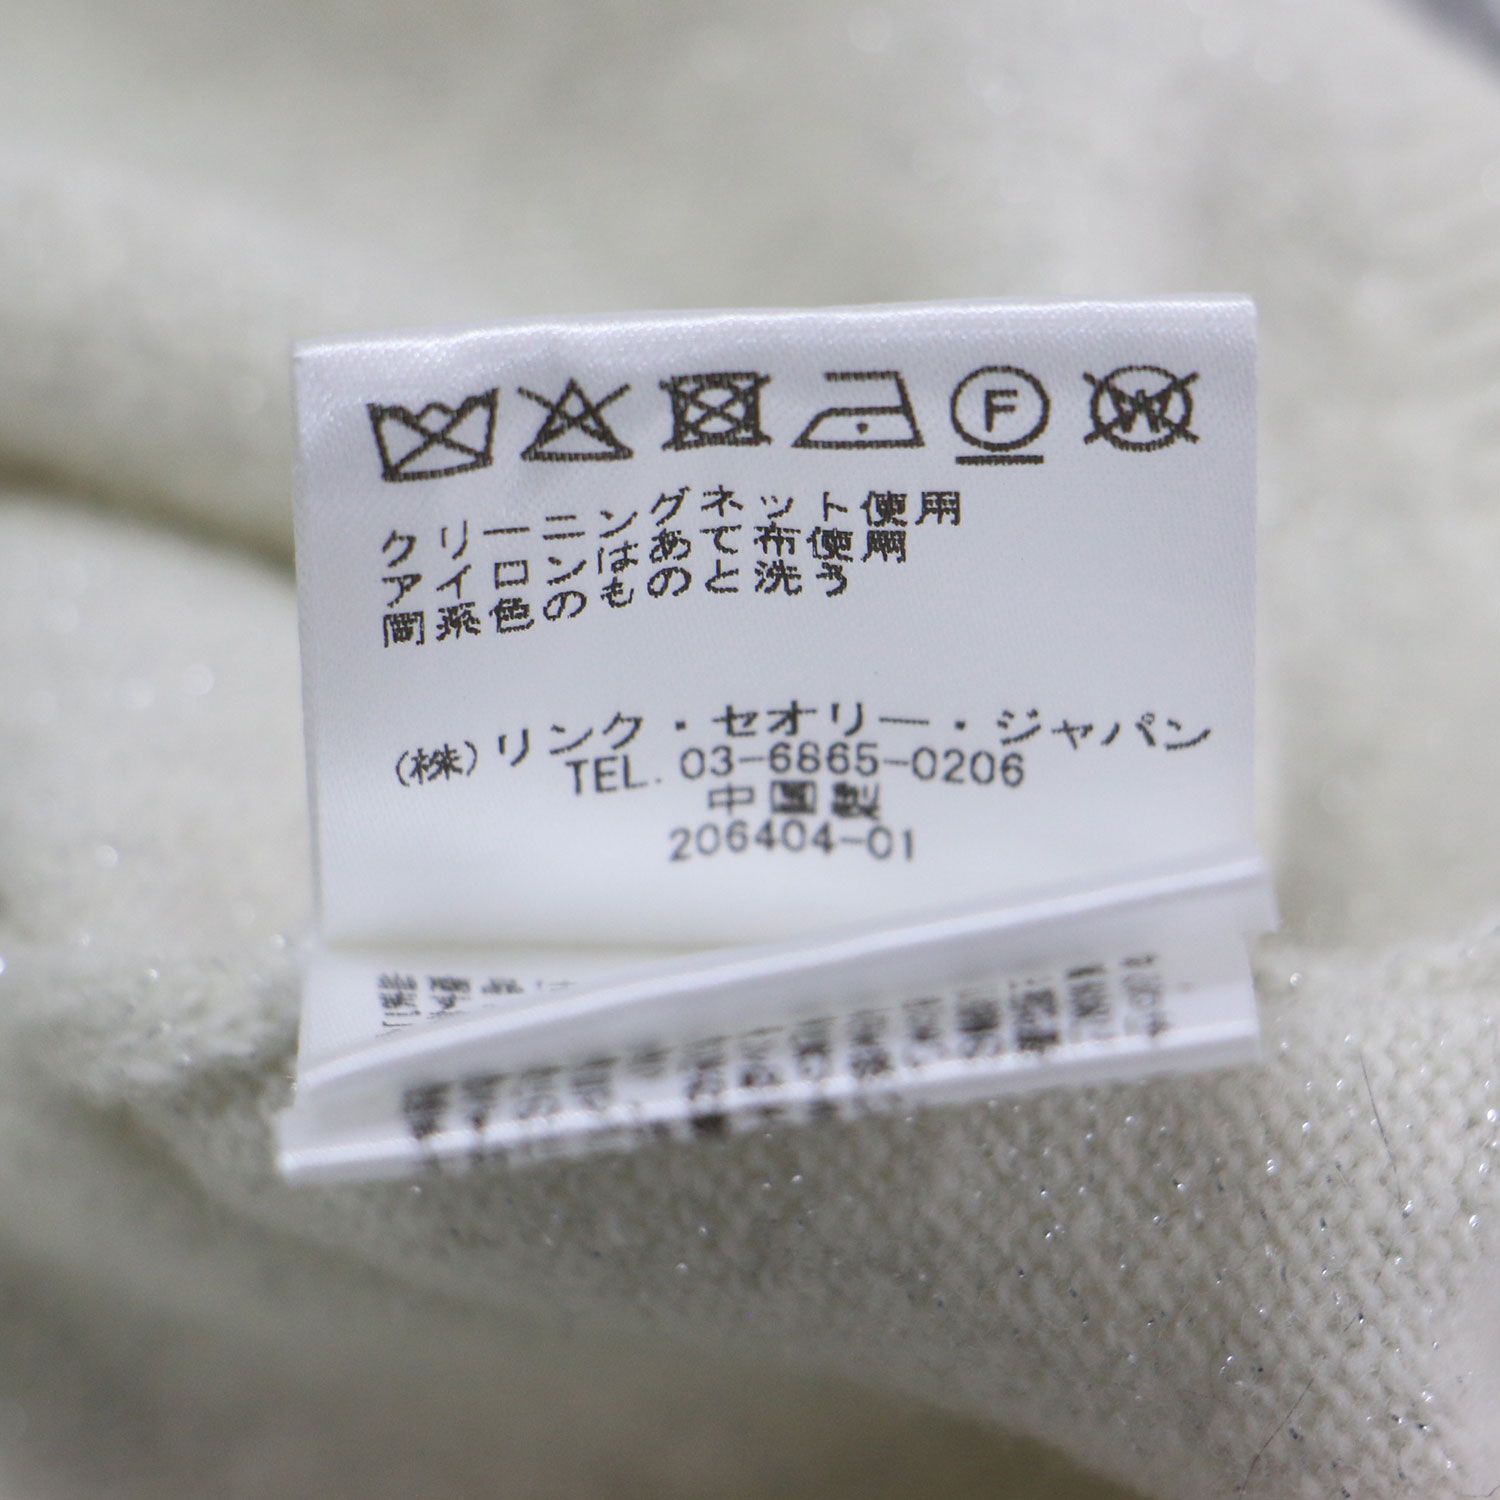 F
W
クリーニングネット使用
アイロンはあて布使用
同系色のものと洗う
(株)リンク・セオリー・ジャパン
TEL. 03-6865-0206
中国製
206404-01